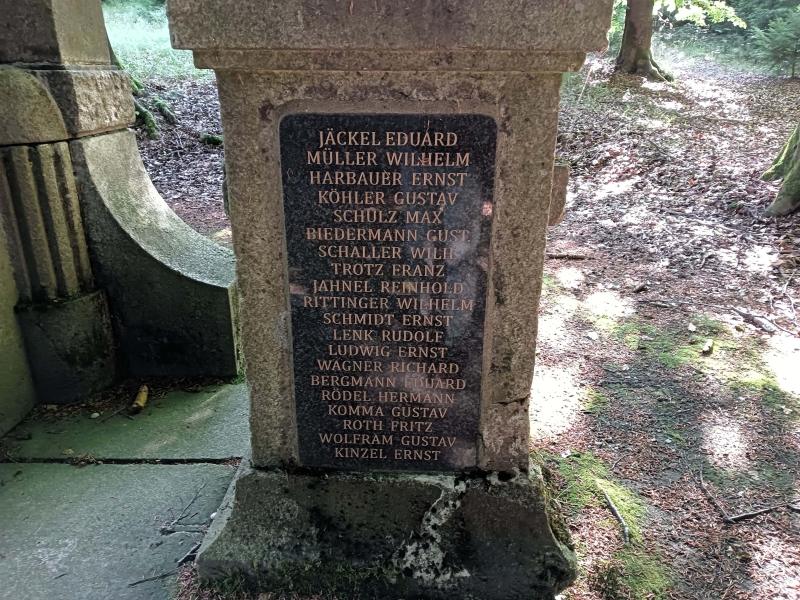 JÄCKEL EDUARD
MÜLLER WILHELM
HARBAUER ERNST
KÖHLER GUSTAV
SCHULZ MAX
BIEDERMANN GUST.
SCHALLER WILH.
TROTZ FRANZ
JAHNEL REINHOLD
RITTINGER WILHELM
SCHMIDT ERNST
LENK RUDOLF
LUDWIG ERNST
WAGNER RICHARD
BERGMANN EDUARD
RÖDEL HERMANN
KOMMA GUSTAV
ROTH FRITZ
WOLFRAM GUSTAV
KINZEL ERNST